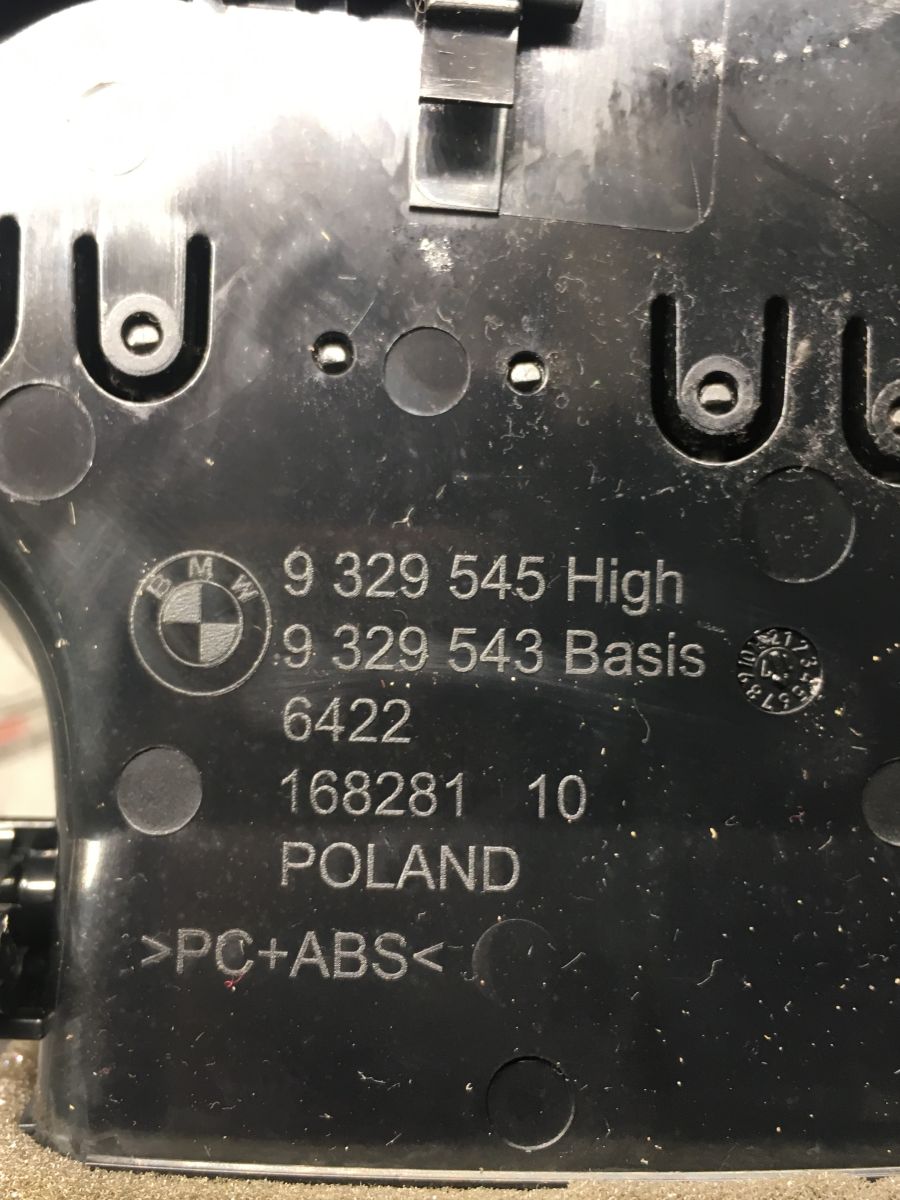 BMW
9 329 545 High
9 329 543 Basis
6422
168281 10
POLAND
>PC+ABS<